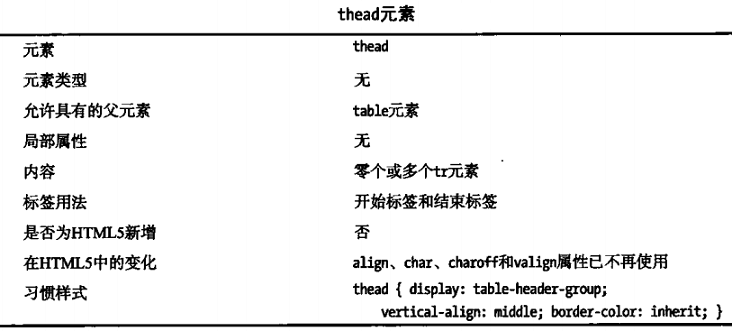 thead元素
元素 thead
元素类型 无
允许具有的父元素 table元素
局部属性 无
内容 零个或多个tr元素
标签用法 开始标签和结束标签
是否为HTML5新增 否
在HTML5中的变化 align、char、charoff和valign属性已不再使用
习惯样式 thead { display: table-header-group;
vertical-align: middle; border-color: inherit; }